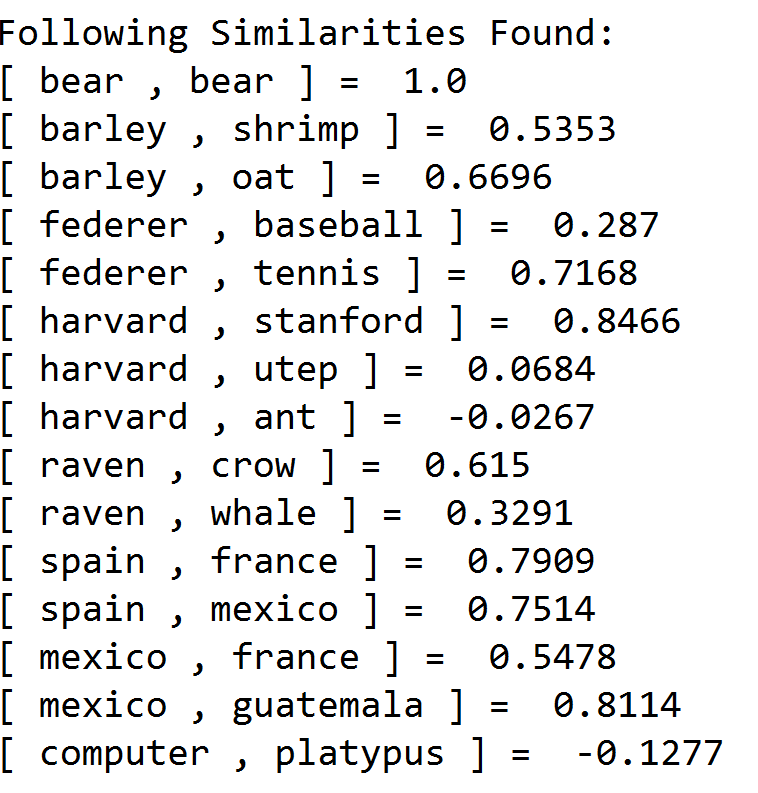 Following Similarities Found:
[ bear , bear ] =  1.0
[ barley , shrimp ] =  0.5353
[ barley , oat ] =  0.6696
[ federer , baseball ] =  0.287
[ federer , tennis ] =  0.7168
[ harvard , stanford ] =  0.8466
[ harvard , utep ] =  0.0684
[ harvard , ant ] =  -0.0267
[ raven , crow ] =  0.615
[ raven , whale ] =  0.3291
[ spain , france ] =  0.7909
[ spain , mexico ] =  0.7514
[ mexico , france ] =  0.5478
[ mexico , guatemala ] =  0.8114
[ computer , platypus ] =  -0.1277